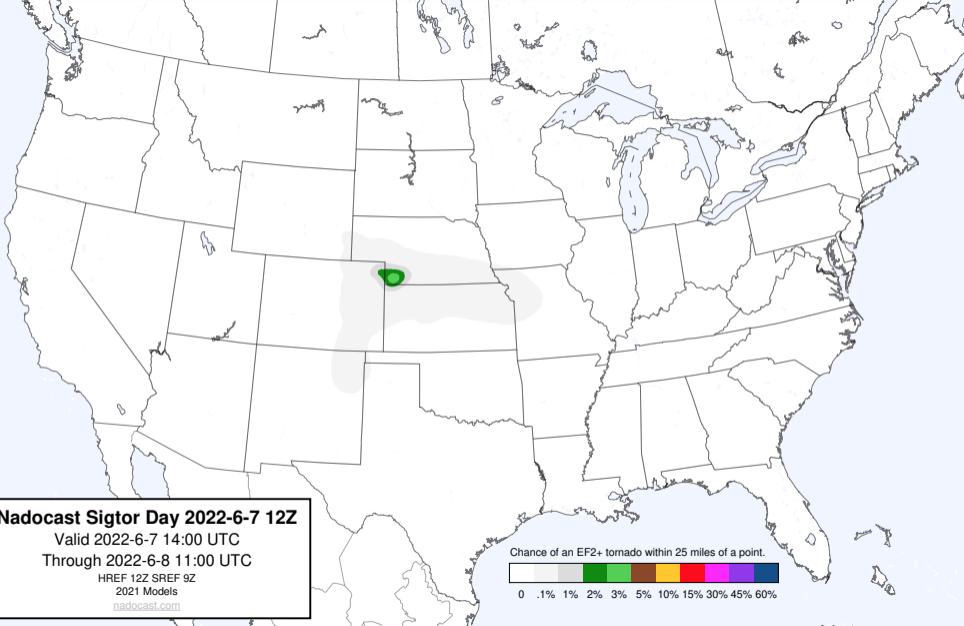 Nadocast Sigtor Day 2022-6-7 12Z
Valid 2022-6-7 14:00 UTC
Through 2022-6-8 11:00 UTC
HREF 12Z SREF 9Z
2021 Models
nadocast.com
Chance of an EF2+ tornado within 25 miles of a point.
0 .1% 1% 2% 3% 5% 10% 15% 30% 45% 60%